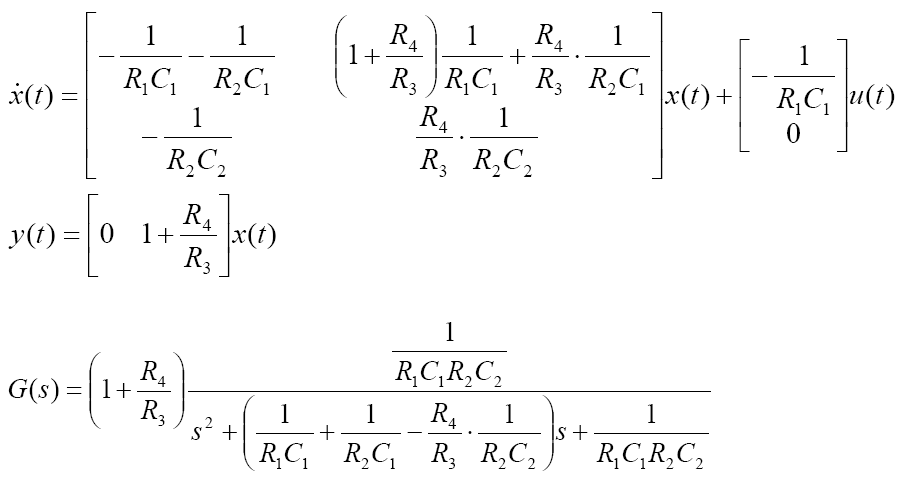 ẋ(t) = [ -1/(R₁C₁) - 1/(R₂C₁)   (1 + R₄/R₃) 1/(R₁C₁) + R₄/R₃ · 1/(R₂C₁) ; -1/(R₂C₂)   R₄/R₃ · 1/(R₂C₂) ] x(t) + [ -1/(R₁C₁) ; 0 ] u(t)
y(t) = [ 0   1 + R₄/R₃ ] x(t)
G(s) = (1 + R₄/R₃) (1/(R₁C₁R₂C₂)) / (s² + (1/(R₁C₁) + 1/(R₂C₁) - R₄/R₃ · 1/(R₂C₂)) s + 1/(R₁C₁R₂C₂))